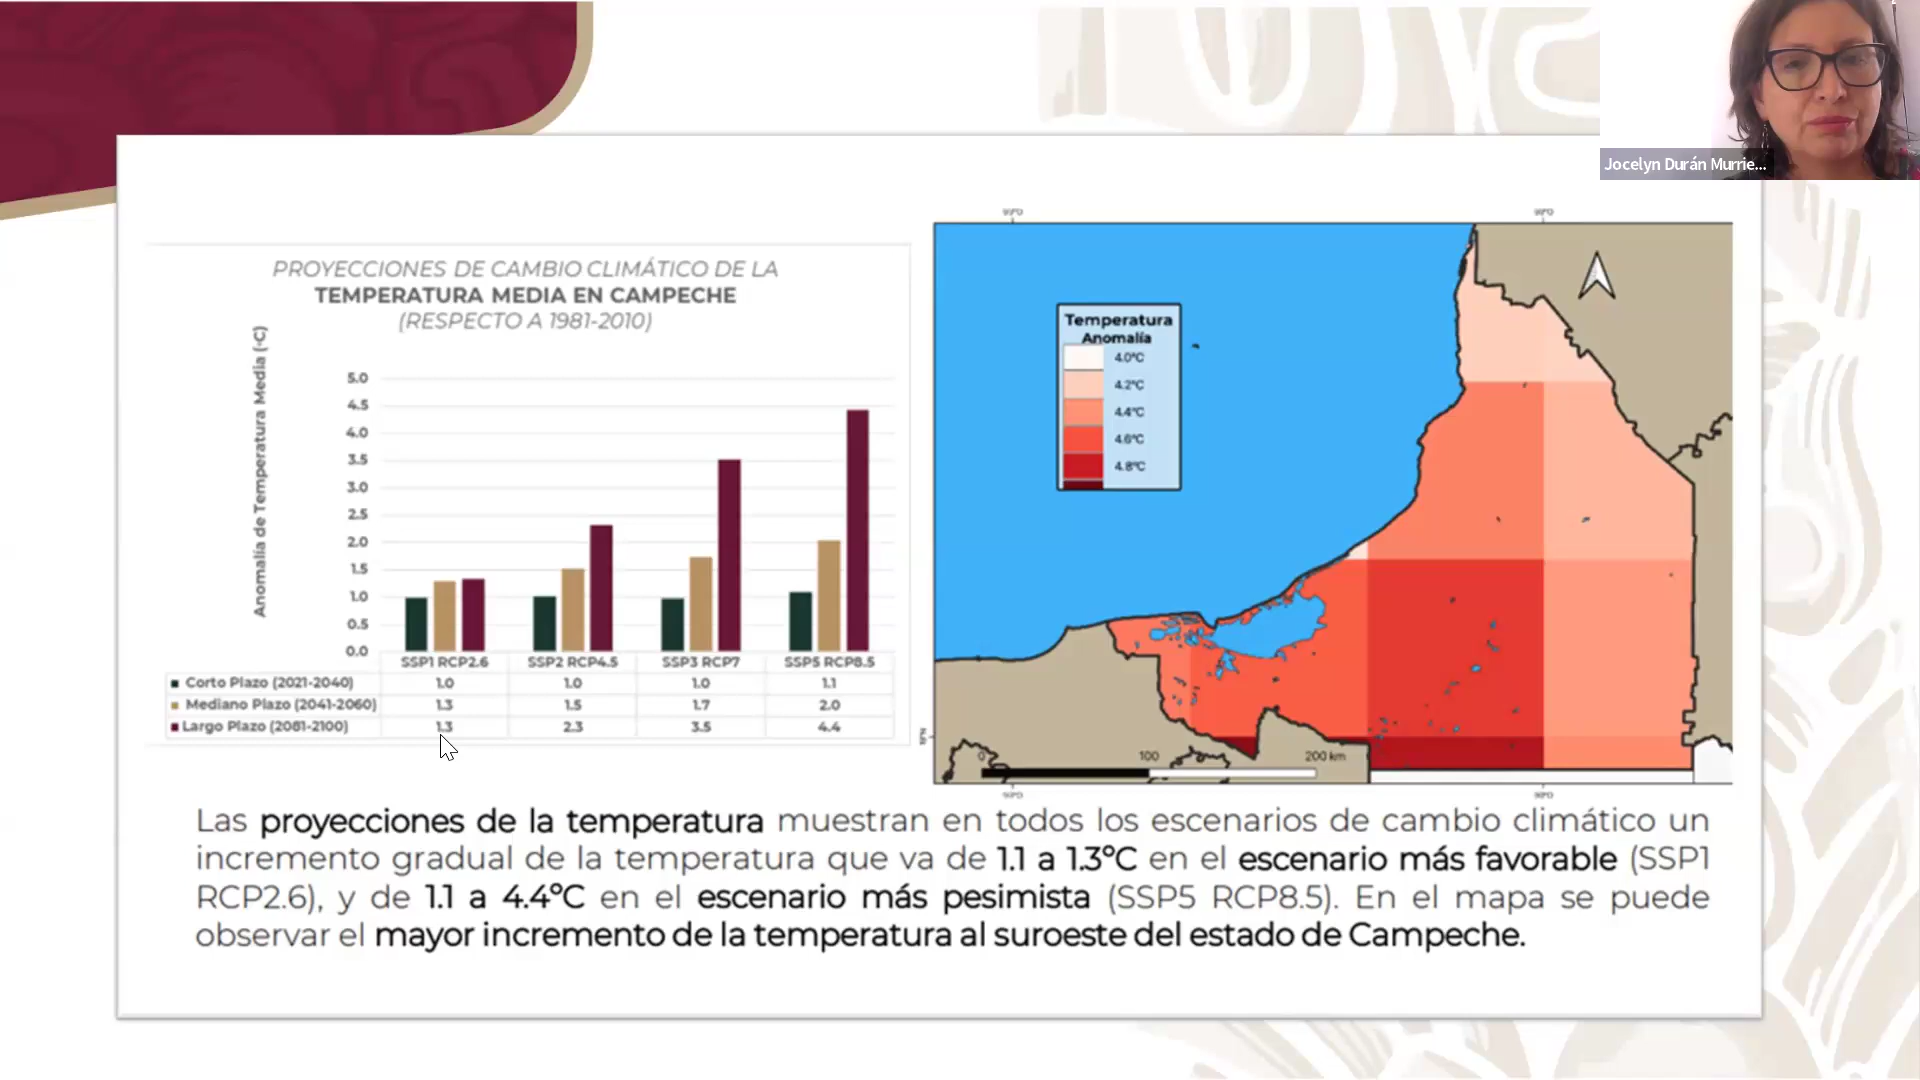 Jocelyn Durán Murrie...
PROYECCIONES DE CAMBIO CLIMÁTICO DE LA
TEMPERATURA MEDIA EN CAMPECHE
(RESPECTO A 1981-2010)
Anomalía de Temperatura Media (◦C)
5.0
4.5
4.0
3.5
3.0
2.5
2.0
1.5
1.0
0.5
0.0
SSP1 RCP2.6 SSP2 RCP4.5 SSP3 RCP7 SSP5 RCP8.5
Corto Plazo (2021-2040) 1.0 1.0 1.0 1.1
Mediano Plazo (2041-2060) 1.3 1.5 1.7 2.0
Largo Plazo (2081-2100) 1.3 2.3 3.5 4.4
Temperatura
Anomalía
4.0°C
4.2°C
4.4°C
4.6°C
4.8°C
0 100 200 km
Las proyecciones de la temperatura muestran en todos los escenarios de cambio climático un
incremento gradual de la temperatura que va de 1.1 a 1.3ºC en el escenario más favorable (SSP1
RCP2.6), y de 1.1 a 4.4ºC en el escenario más pesimista (SSP5 RCP8.5). En el mapa se puede
observar el mayor incremento de la temperatura al suroeste del estado de Campeche.